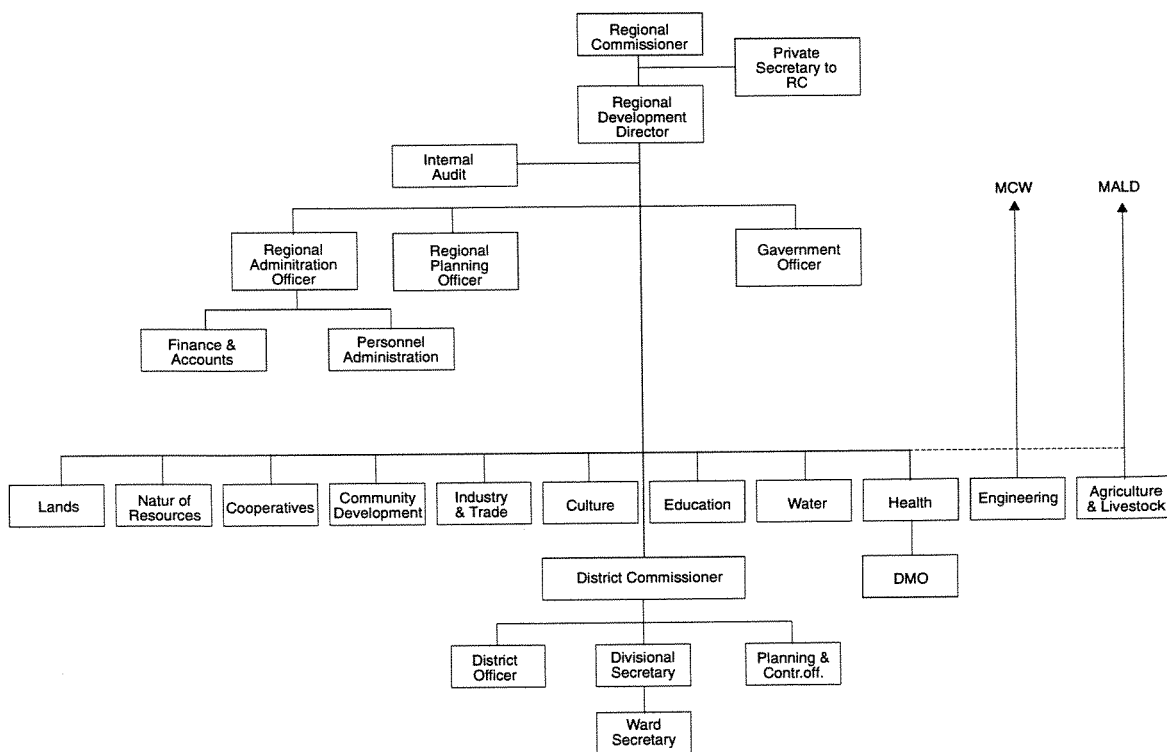 Regional
Commissioner
Private
Secretary to
RC
Regional
Development
Director
Internal
Audit
MCW
MALD
Regional
Adminitration
Officer
Regional
Planning
Officer
Gavernment
Officer
Finance &
Accounts
Personnel
Administration
Lands
Natur of
Resources
Cooperatives
Community
Development
Industry
& Trade
Culture
Education
Water
Health
Engineering
Agriculture
& Livestock
District Commissioner
DMO
District
Officer
Divisional
Secretary
Planning &
Contr.off.
Ward
Secretary